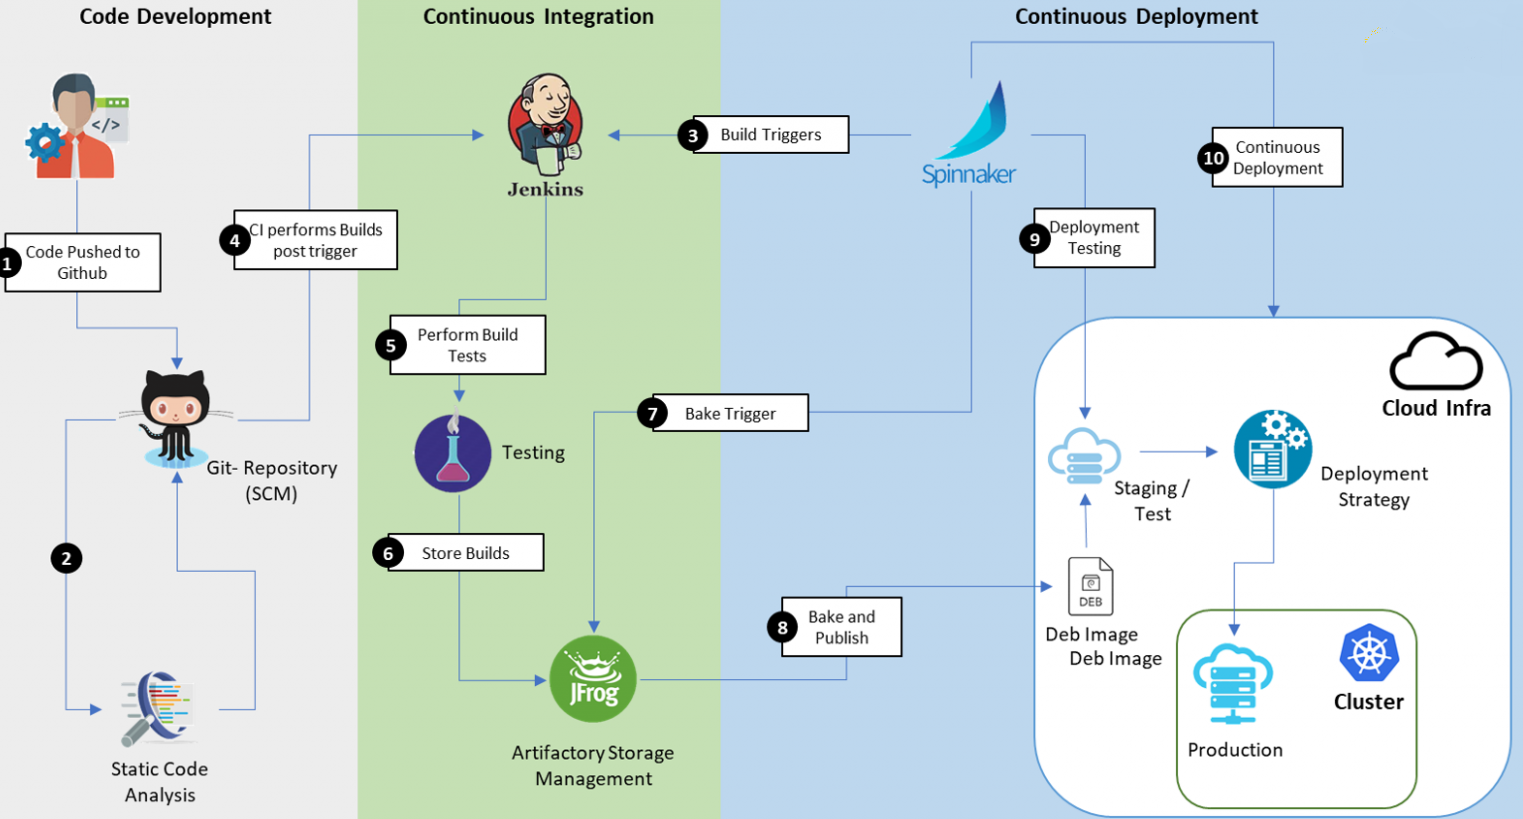 Code Development
Continuous Integration
Continuous Deployment
</>
Jenkins
3
Build Triggers
Spinnaker
10
Continuous
Deployment
1
Code Pushed to
Github
4
CI performs Builds
post trigger
9
Deployment
Testing
5
Perform Build
Tests
7
Bake Trigger
Cloud Infra
Testing
Git- Repository
(SCM)
Staging /
Test
Deployment
Strategy
2
6
Store Builds
8
Bake and
Publish
DEB
Deb Image
Deb Image
JFrog
Cluster
Production
Static Code
Analysis
Artifactory Storage
Management